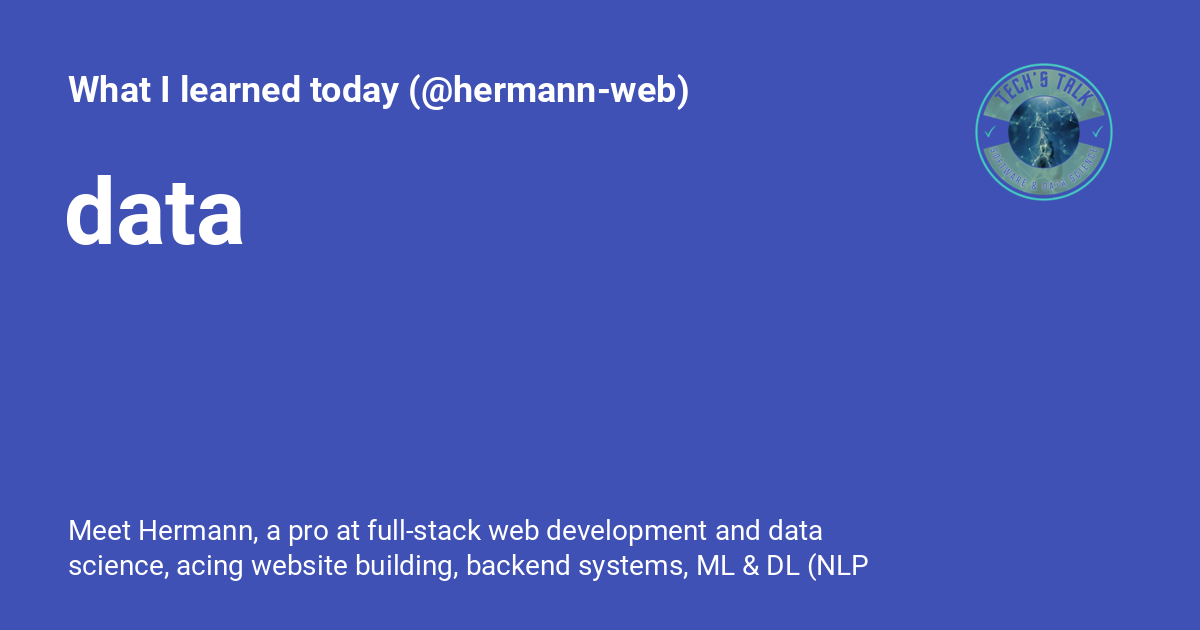 What I learned today (@hermann-web)
TECH'S TALK
data
SOFTWARE & DATA SCIENCE
Meet Hermann, a pro at full-stack web development and data
science, acing website building, backend systems, ML & DL (NLP